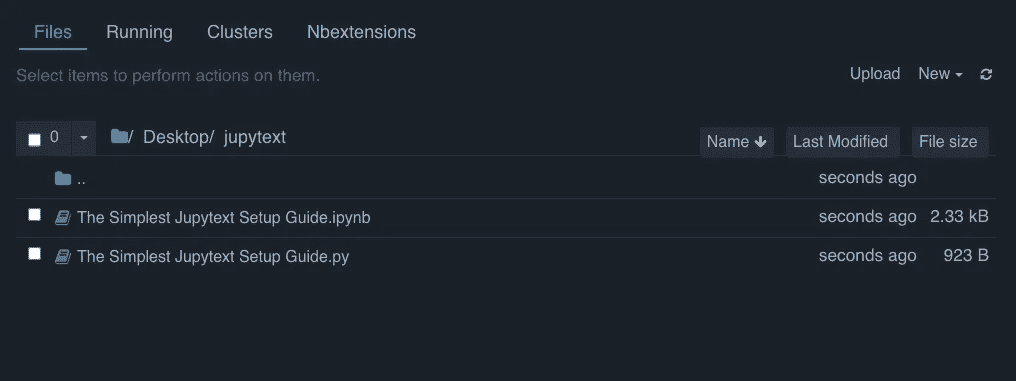 Files Running Clusters Nbextensions
Select items to perform actions on them. Upload New
0 / Desktop/ jupytext Name Last Modified File size
.. seconds ago
The Simplest Jupytext Setup Guide.ipynb seconds ago 2.33 kB
The Simplest Jupytext Setup Guide.py seconds ago 923 B